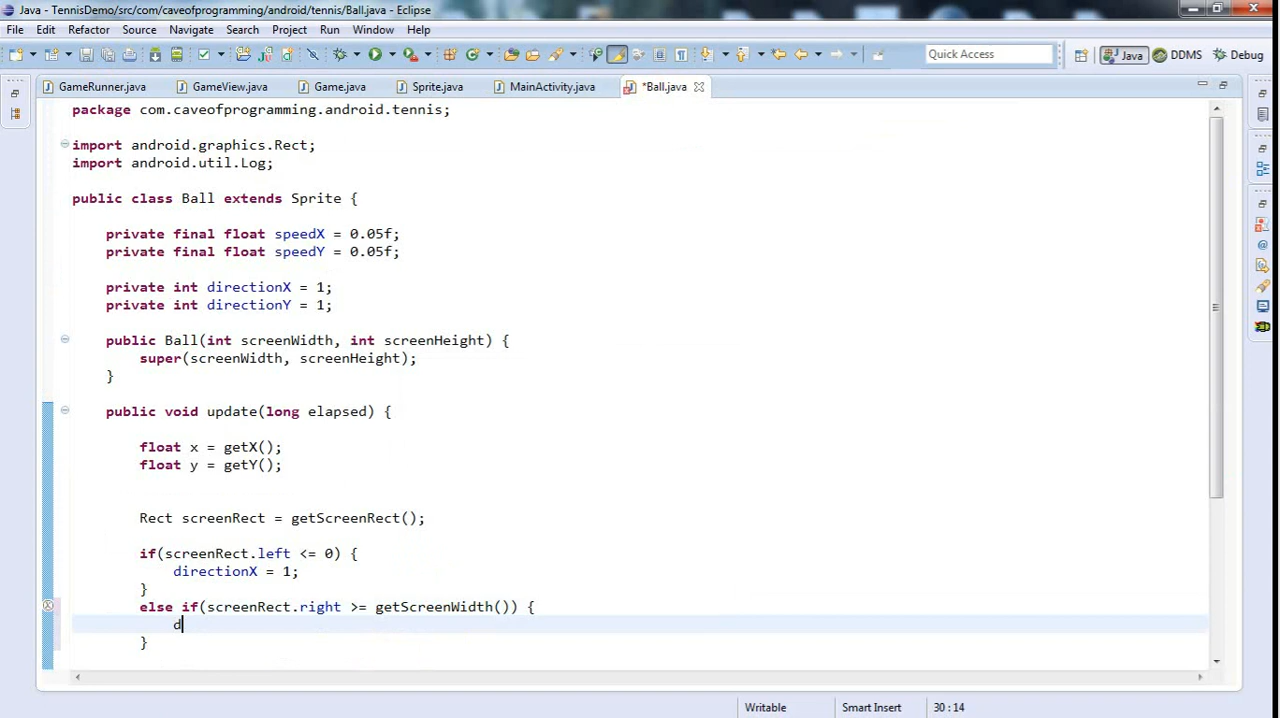 Java - TennisDemo/src/com/caveofprogramming/android/tennis/Ball.java - Eclipse
File Edit Refactor Source Navigate Search Project Run Window Help
Quick Access Java DDMS Debug
GameRunner.java GameView.java Game.java Sprite.java MainActivity.java *Ball.java
package com.caveofprogramming.android.tennis;
import android.graphics.Rect;
import android.util.Log;
public class Ball extends Sprite {
private final float speedX = 0.05f;
private final float speedY = 0.05f;
private int directionX = 1;
private int directionY = 1;
public Ball(int screenWidth, int screenHeight) {
super(screenWidth, screenHeight);
}
public void update(long elapsed) {
float x = getX();
float y = getY();
Rect screenRect = getScreenRect();
if(screenRect.left <= 0) {
directionX = 1;
}
else if(screenRect.right >= getScreenWidth()) {
d
}
Writable Smart Insert 30 : 14